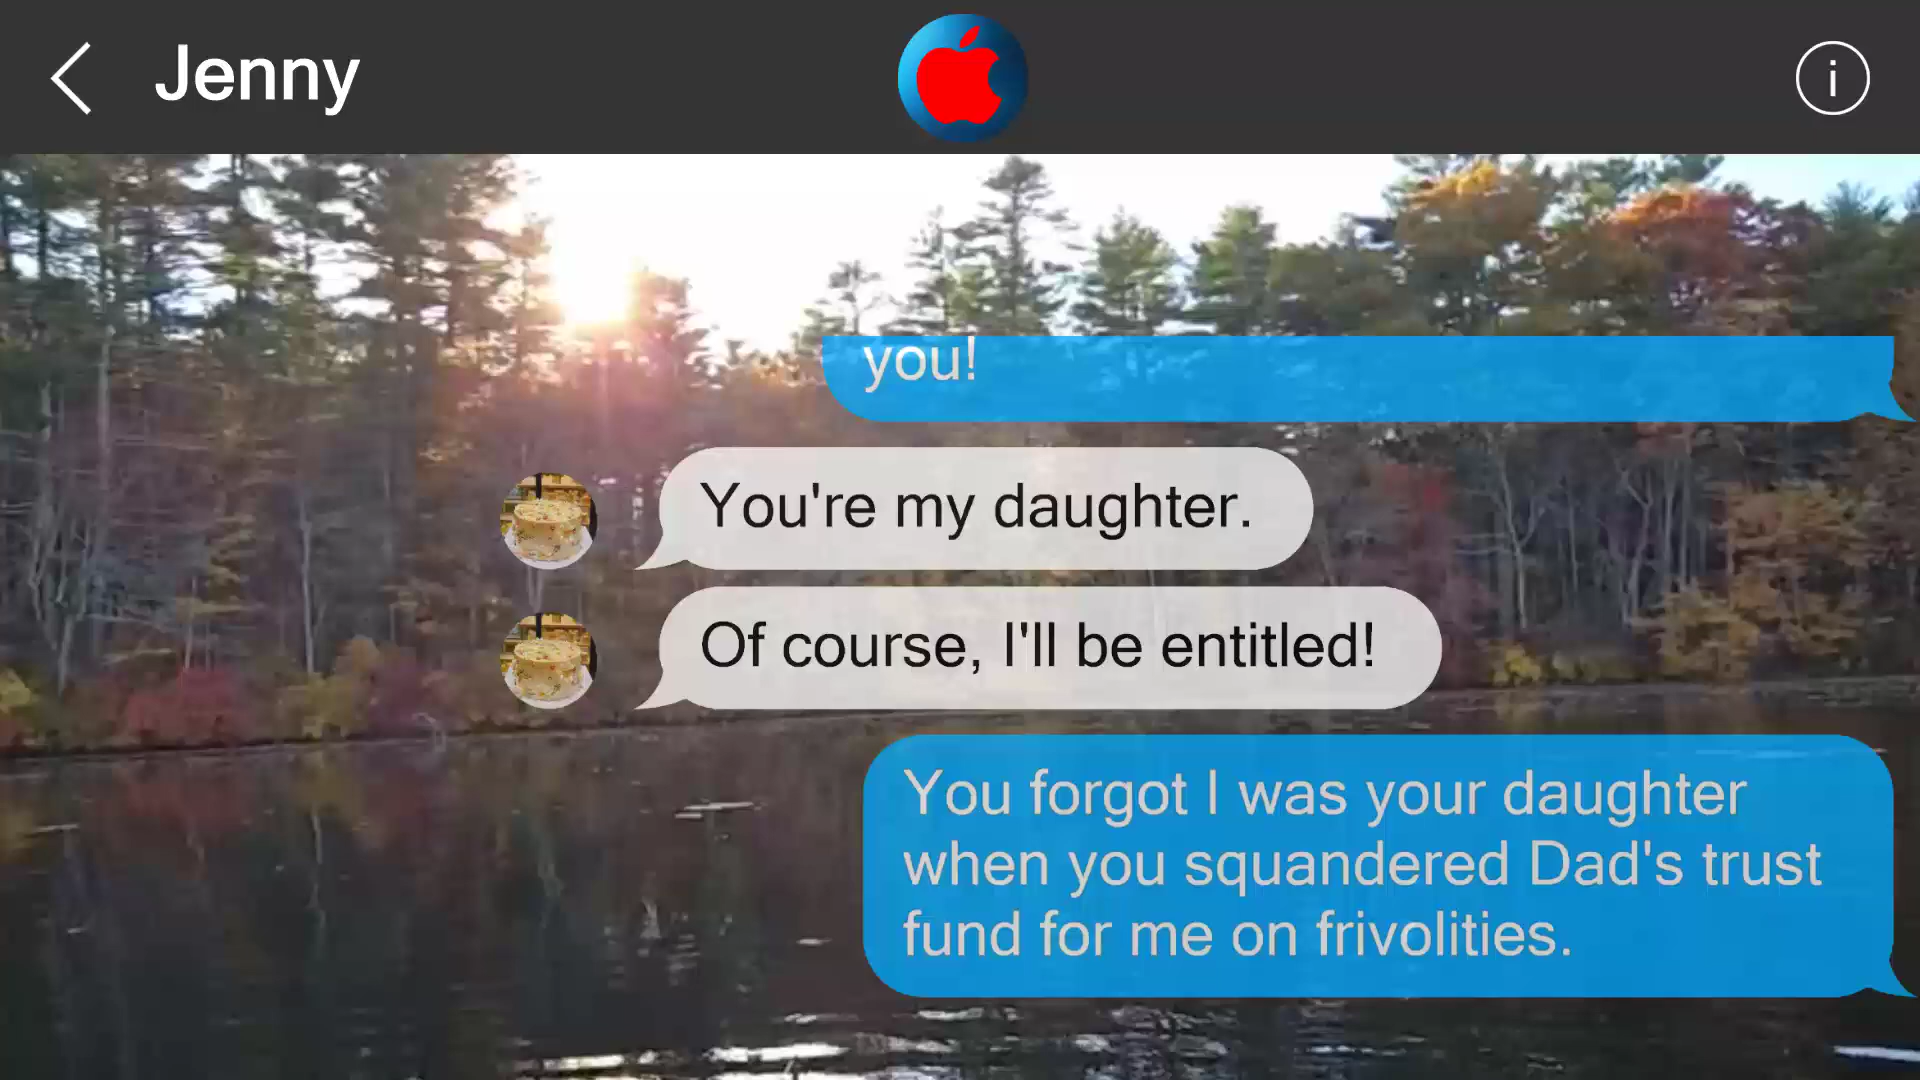 Jenny
i
you!
You're my daughter.
Of course, I'll be entitled!
You forgot I was your daughter
when you squandered Dad's trust
fund for me on frivolities.